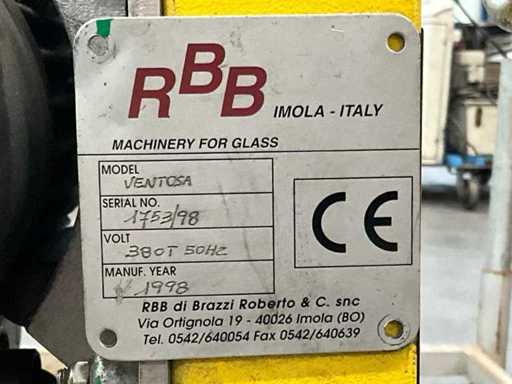 RBB IMOLA - ITALY
MACHINERY FOR GLASS
MODEL
VENTOSA
SERIAL NO.
1753/98
VOLT
380T 50HZ
MANUF. YEAR
1998
CE
RBB di Brazzi Roberto & C. snc
Via Ortignola 19 - 40026 Imola (BO)
Tel. 0542/640054 Fax 0542/640639